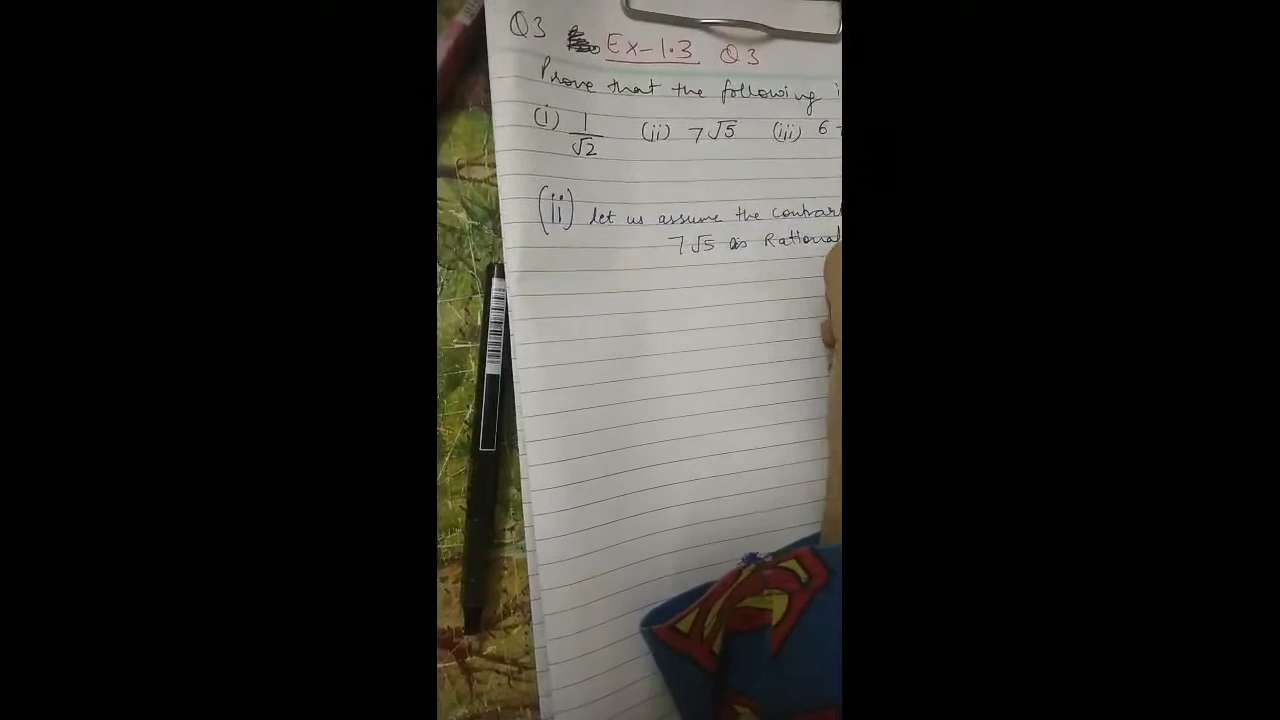 Q3 Ex-1.3 Q3
Prove that the following i
(i) 1/√2 (ii) 7√5 (iii) 6 +
(ii) let us assume the contrar
7√5 is Rational